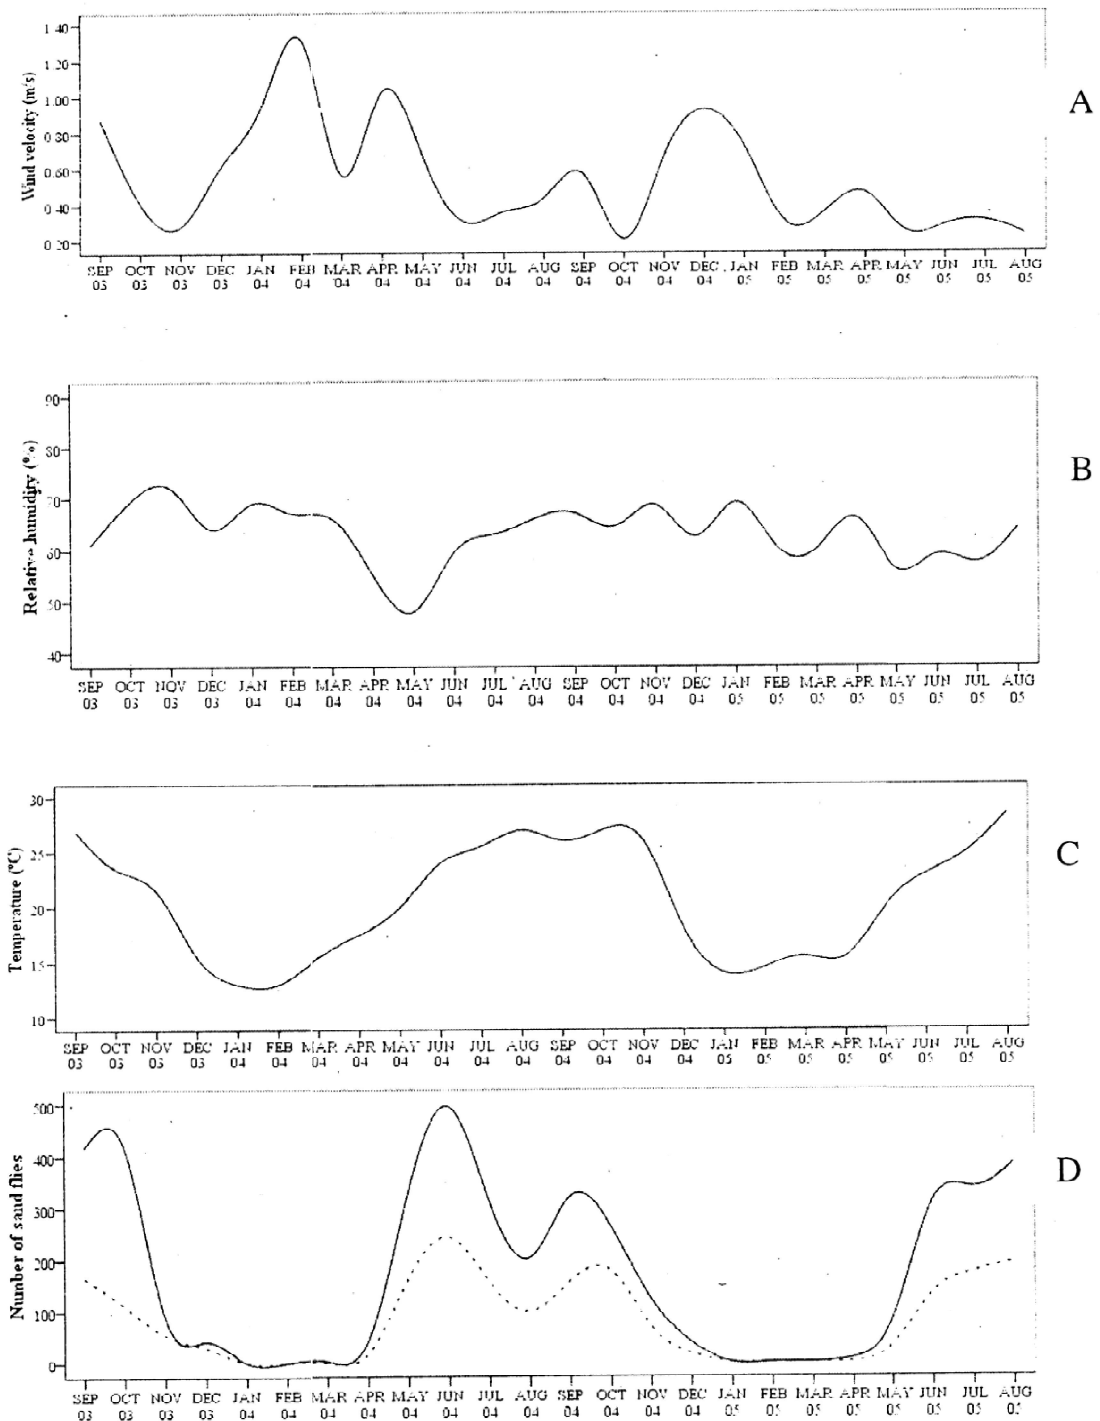 1.40
1.20
1.00
0.80
0.60
0.40
0.20
Wind velocity (m/s)
A
SEP OCT NOV DEC JAN FEB MAR APR MAY JUN JUL AUG SEP OCT NOV DEC JAN FEB MAR APR MAY JUN JUL AUG
03 03 03 03 04 04 04 04 04 04 04 04 04 04 04 04 05 05 05 05 05 05 05 05
90
80
70
60
50
40
Relative humidity (%)
B
SEP OCT NOV DEC JAN FEB MAR APR MAY JUN JUL AUG SEP OCT NOV DEC JAN FEB MAR APR MAY JUN JUL AUG
03 03 03 03 04 04 04 04 04 04 04 04 04 04 04 04 05 05 05 05 05 05 05 05
30
25
20
15
10
Temperature (°C)
C
SEP OCT NOV DEC JAN FEB MAR APR MAY JUN JUL AUG SEP OCT NOV DEC JAN FEB MAR APR MAY JUN JUL AUG
03 03 03 03 04 04 04 04 04 04 04 04 04 04 04 04 05 05 05 05 05 05 05 05
500
400
300
200
100
0
Number of sand flies
D
SEP OCT NOV DEC JAN FEB MAR APR MAY JUN JUL AUG SEP OCT NOV DEC JAN FEB MAR APR MAY JUN JUL AUG
03 03 03 03 04 04 04 04 04 04 04 04 04 04 04 04 05 05 05 05 05 05 05 05